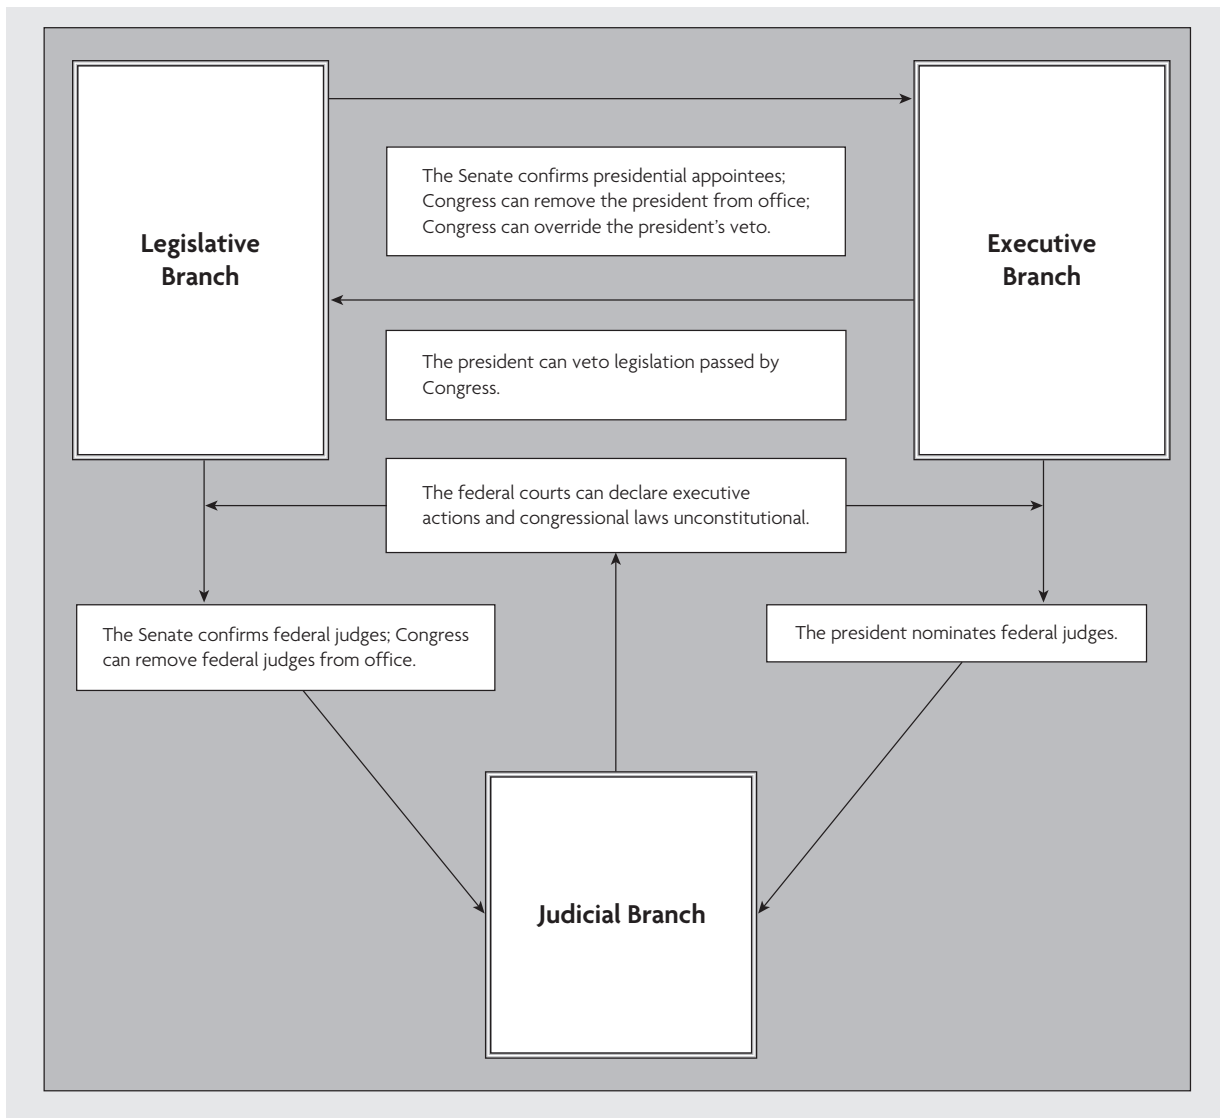 Legislative
Branch
The Senate confirms presidential appointees;
Congress can remove the president from office;
Congress can override the president’s veto.
Executive
Branch
The president can veto legislation passed by
Congress.
The federal courts can declare executive
actions and congressional laws unconstitutional.
The Senate confirms federal judges; Congress
can remove federal judges from office.
The president nominates federal judges.
Judicial Branch